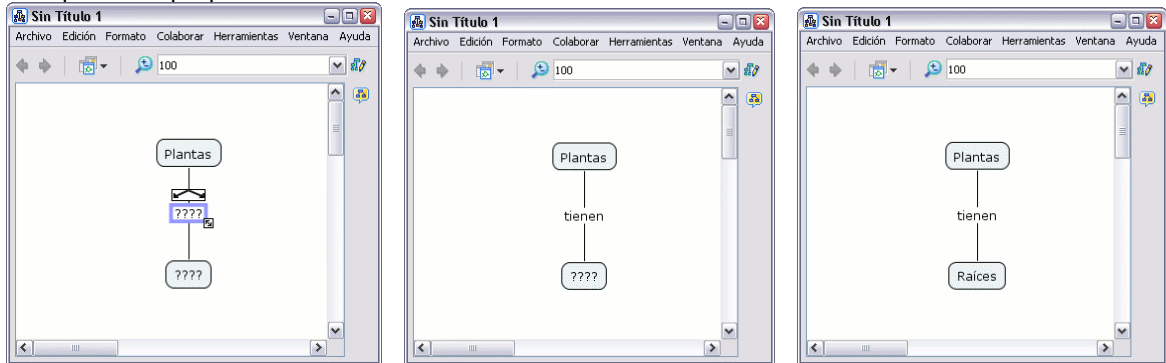 Sin Título 1
Archivo Edición Formato Colaborar Herramientas Ventana Ayuda
100
Plantas
????
????
Sin Título 1
Archivo Edición Formato Colaborar Herramientas Ventana Ayuda
100
Plantas
tienen
????
Sin Título 1
Archivo Edición Formato Colaborar Herramientas Ventana Ayuda
100
Plantas
tienen
Raíces